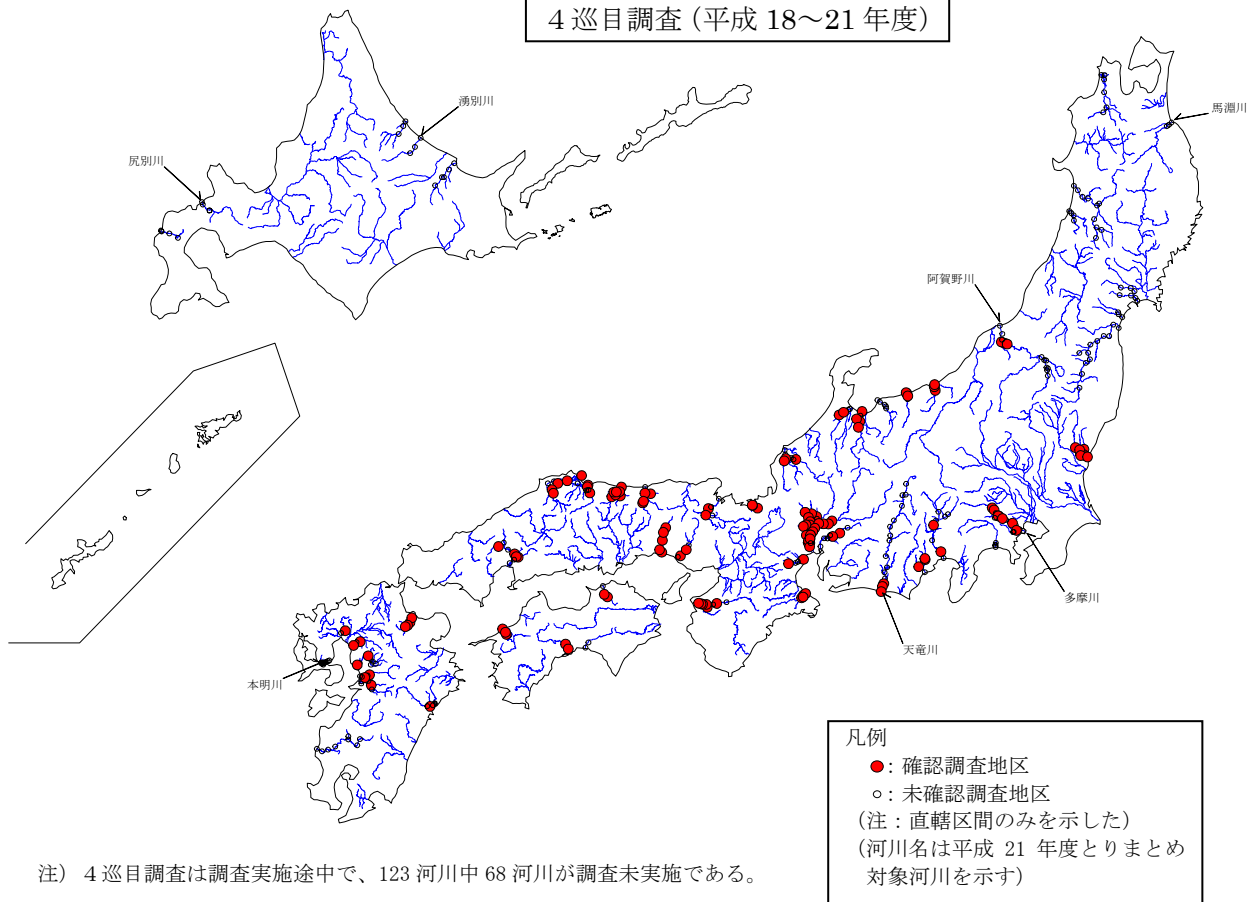 4巡目調査(平成 18～21 年度)
湧別川
尻別川
馬淵川
阿賀野川
多摩川
天竜川
本明川
凡例
●: 確認調査地区
○: 未確認調査地区
(注：直轄区間のみを示した)
(河川名は平成 21 年度とりまとめ
対象河川を示す)
注) 4巡目調査は調査実施途中で、123 河川中 68 河川が調査未実施である。